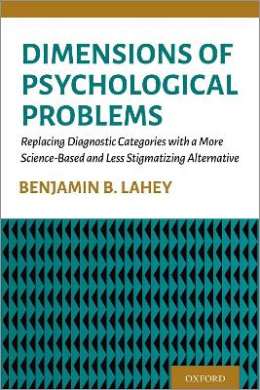 DIMENSIONS OF
PSYCHOLOGICAL
PROBLEMS
Replacing Diagnostic Categories with a More
Science-Based and Less Stigmatizing Alternative
BENJAMIN B. LAHEY
OXFORD